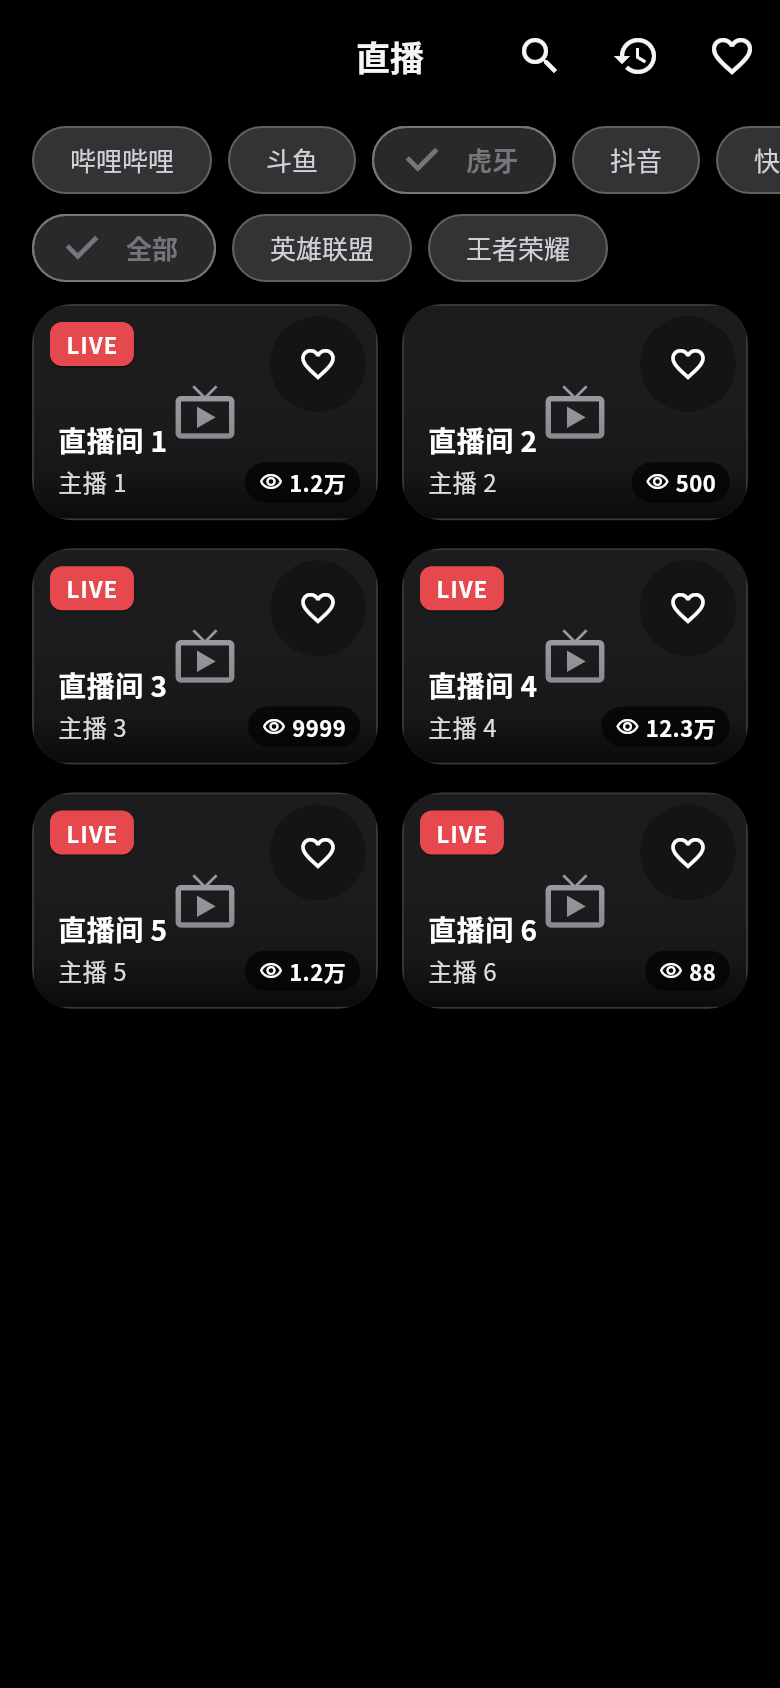 直播
哔哩哔哩 斗鱼 虎牙 抖音 快
全部 英雄联盟 王者荣耀
LIVE
直播间 1 直播间 2
主播 1 1.2万 主播 2 500
LIVE LIVE
直播间 3 直播间 4
主播 3 9999 主播 4 12.3万
LIVE LIVE
直播间 5 直播间 6
主播 5 1.2万 主播 6 88